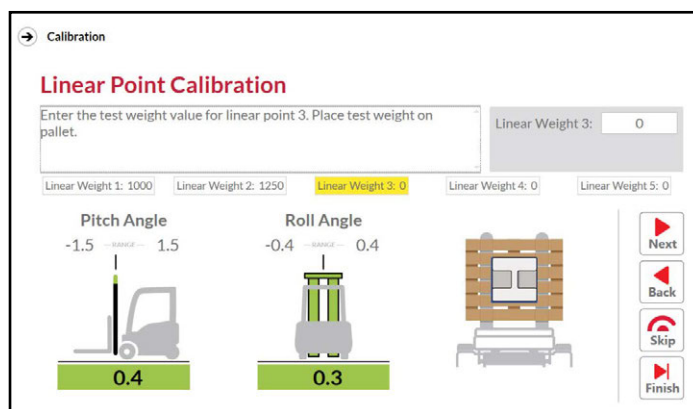 Calibration
Linear Point Calibration
Enter the test weight value for linear point 3. Place test weight on
pallet.
Linear Weight 3: 0
Linear Weight 1: 1000 Linear Weight 2: 1250 Linear Weight 3: 0 Linear Weight 4: 0 Linear Weight 5: 0
Pitch Angle Roll Angle
-1.5 — RANGE — 1.5 -0.4 — RANGE — 0.4
Next
Back
Skip
0.4 0.3
Finish